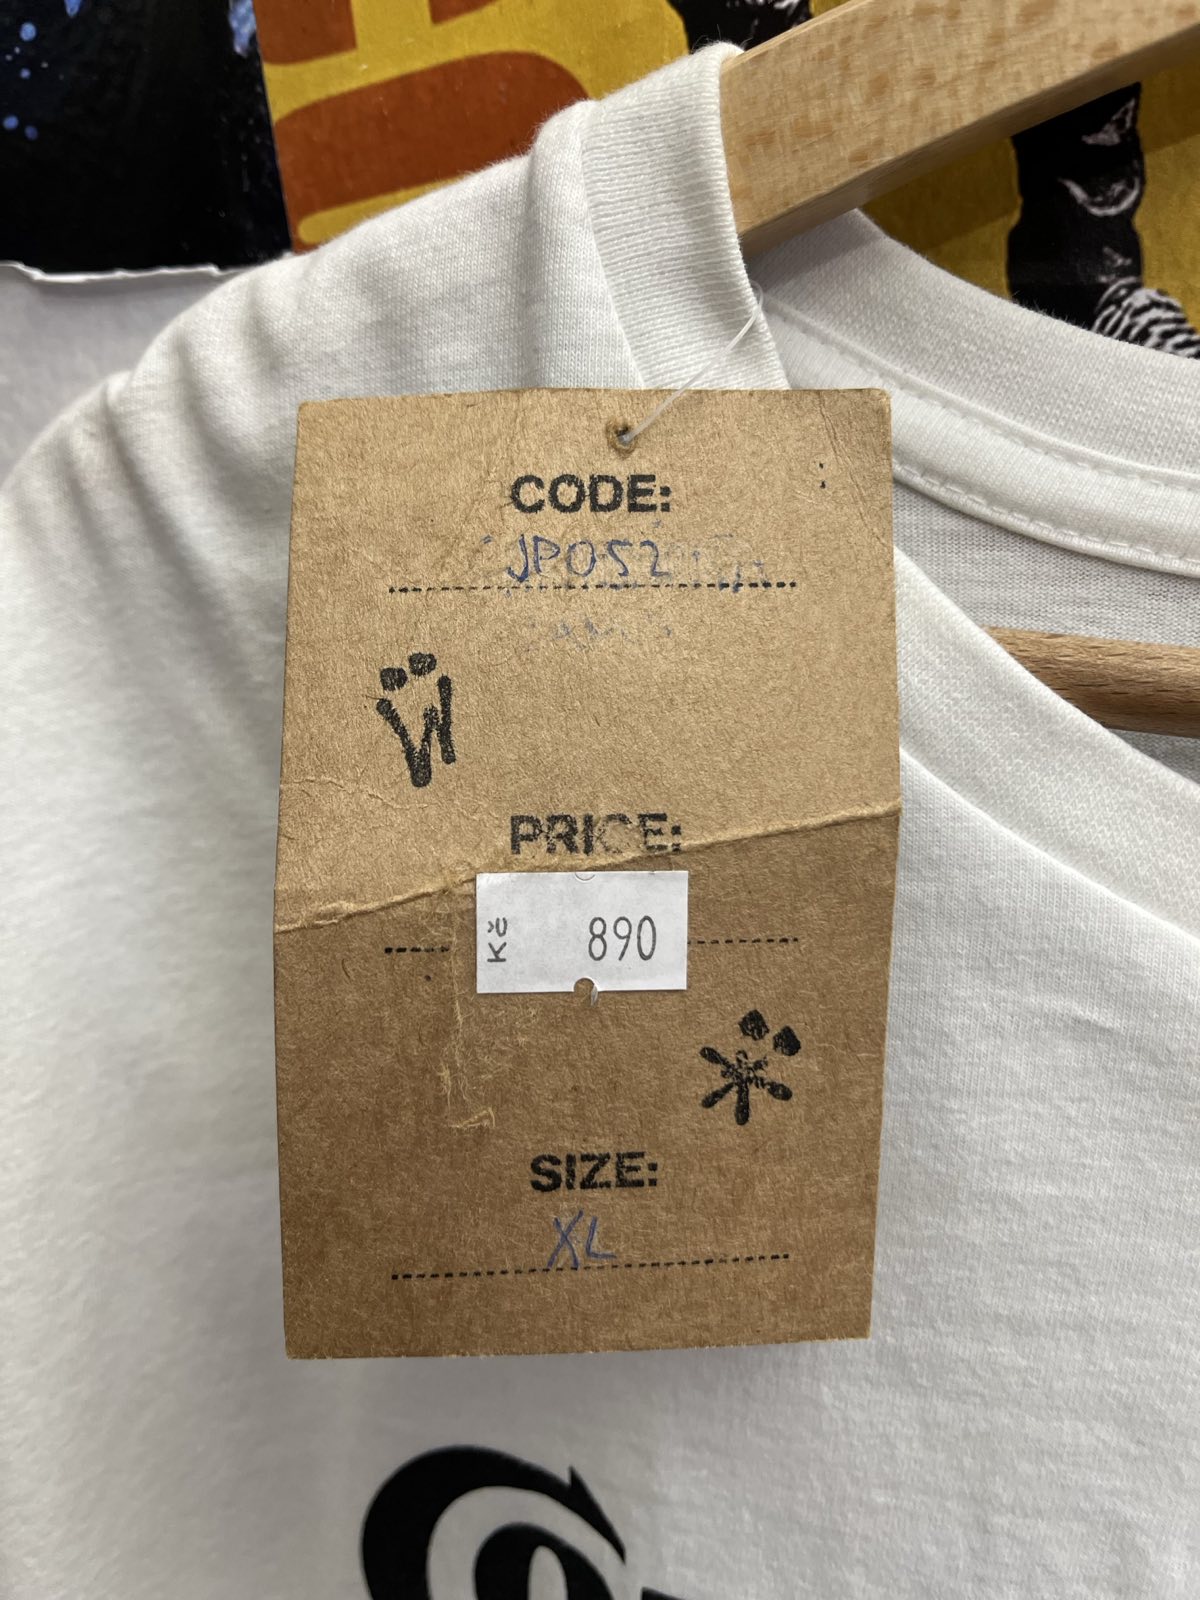 CODE:
JP052
PRICE:
Kč 890
SIZE:
XL